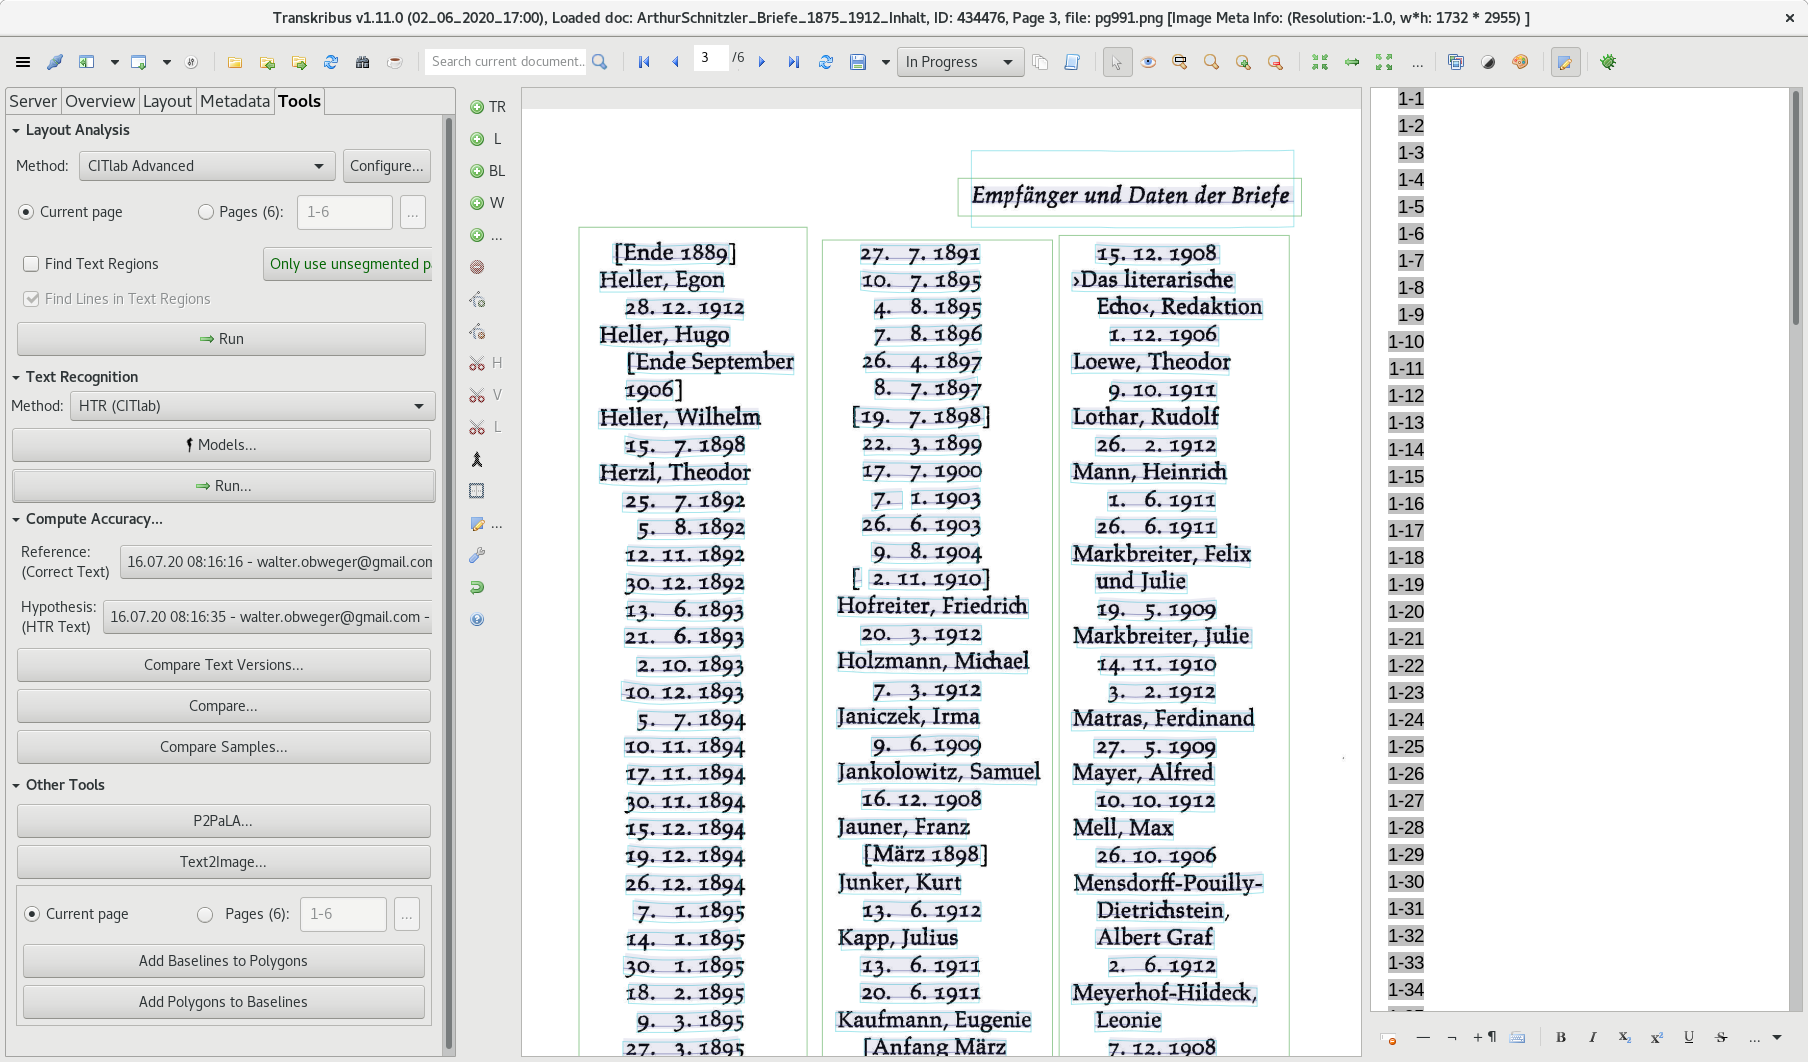 Transkribus v1.11.0 (02_06_2020_17:00), Loaded doc: ArthurSchnitzler_Briefe_1875_1912_Inhalt, ID: 434476, Page 3, file: pg991.png [Image Meta Info: (Resolution:-1.0, w*h: 1732 * 2955) ]
Search current document..
3
/6
In Progress
...
Server
Overview
Layout
Metadata
Tools
Layout Analysis
Method:
CITlab Advanced
Configure...
Current page
Pages (6):
1-6
...
Find Text Regions
Only use unsegmented p
Find Lines in Text Regions
Run
Text Recognition
Method:
HTR (CITlab)
Models...
Run...
Compute Accuracy...
Reference:
(Correct Text)
16.07.20 08:16:16 - walter.obweger@gmail.com
Hypothesis:
(HTR Text)
16.07.20 08:16:35 - walter.obweger@gmail.com -
Compare Text Versions...
Compare...
Compare Samples...
Other Tools
P2PaLA...
Text2Image...
Current page
Pages (6):
1-6
...
Add Baselines to Polygons
Add Polygons to Baselines
TR
L
BL
W
...
H
V
L
...
Empfänger und Daten der Briefe
[Ende 1889]
Heller, Egon
28. 12. 1912
Heller, Hugo
[Ende September
1906]
Heller, Wilhelm
15. 7. 1898
Herzl, Theodor
25. 7. 1892
5. 8. 1892
12. 11. 1892
30. 12. 1892
13. 6. 1893
21. 6. 1893
2. 10. 1893
10. 12. 1893
5. 7. 1894
10. 11. 1894
17. 11. 1894
30. 11. 1894
15. 12. 1894
19. 12. 1894
26. 12. 1894
7. 1. 1895
14. 1. 1895
30. 1. 1895
18. 2. 1895
9. 3. 1895
27. 3. 1895
27. 7. 1891
10. 7. 1895
4. 8. 1895
7. 8. 1896
26. 4. 1897
8. 7. 1897
[19. 7. 1898]
22. 3. 1899
17. 7. 1900
7. 1. 1903
26. 6. 1903
9. 8. 1904
[ 2. 11. 1910]
Hofreiter, Friedrich
20. 3. 1912
Holzmann, Michael
7. 3. 1912
Janiczek, Irma
9. 6. 1909
Jankolowitz, Samuel
16. 12. 1908
Jauner, Franz
[März 1898]
Junker, Kurt
13. 6. 1912
Kapp, Julius
13. 6. 1911
20. 6. 1911
Kaufmann, Eugenie
[Anfang März
15. 12. 1908
›Das literarische
Echo‹, Redaktion
1. 12. 1906
Loewe, Theodor
9. 10. 1911
Lothar, Rudolf
26. 2. 1912
Mann, Heinrich
1. 6. 1911
26. 6. 1911
Markbreiter, Felix
und Julie
19. 5. 1909
Markbreiter, Julie
14. 11. 1910
3. 2. 1912
Matras, Ferdinand
27. 5. 1909
Mayer, Alfred
10. 10. 1912
Mell, Max
26. 10. 1906
Mensdorff-Pouilly-
Dietrichstein,
Albert Graf
2. 6. 1912
Meyerhof-Hildeck,
Leonie
7. 12. 1908
1-1
1-2
1-3
1-4
1-5
1-6
1-7
1-8
1-9
1-10
1-11
1-12
1-13
1-14
1-15
1-16
1-17
1-18
1-19
1-20
1-21
1-22
1-23
1-24
1-25
1-26
1-27
1-28
1-29
1-30
1-31
1-32
1-33
1-34
— ¬ + ¶ B I X₂ x² U S ...